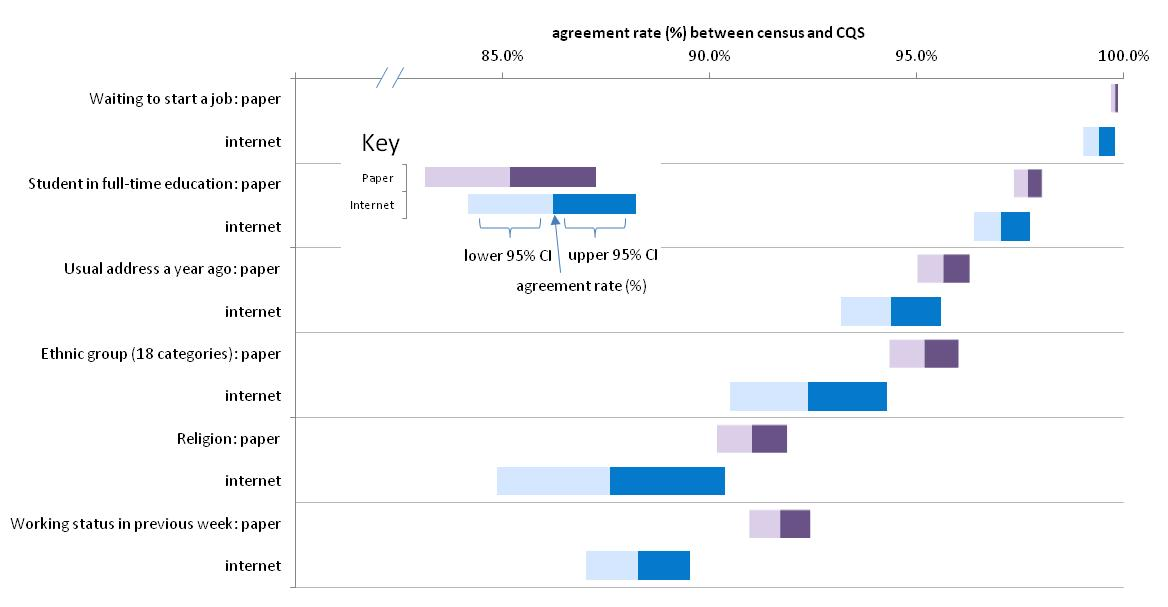 agreement rate (%) between census and CQS
85.0% 90.0% 95.0% 100.0%
Waiting to start a job: paper
internet
Key
Student in full-time education: paper
Paper
Internet
internet
lower 95% CI upper 95% CI
Usual address a year ago: paper
agreement rate (%)
internet
Ethnic group (18 categories): paper
internet
Religion: paper
internet
Working status in previous week: paper
internet